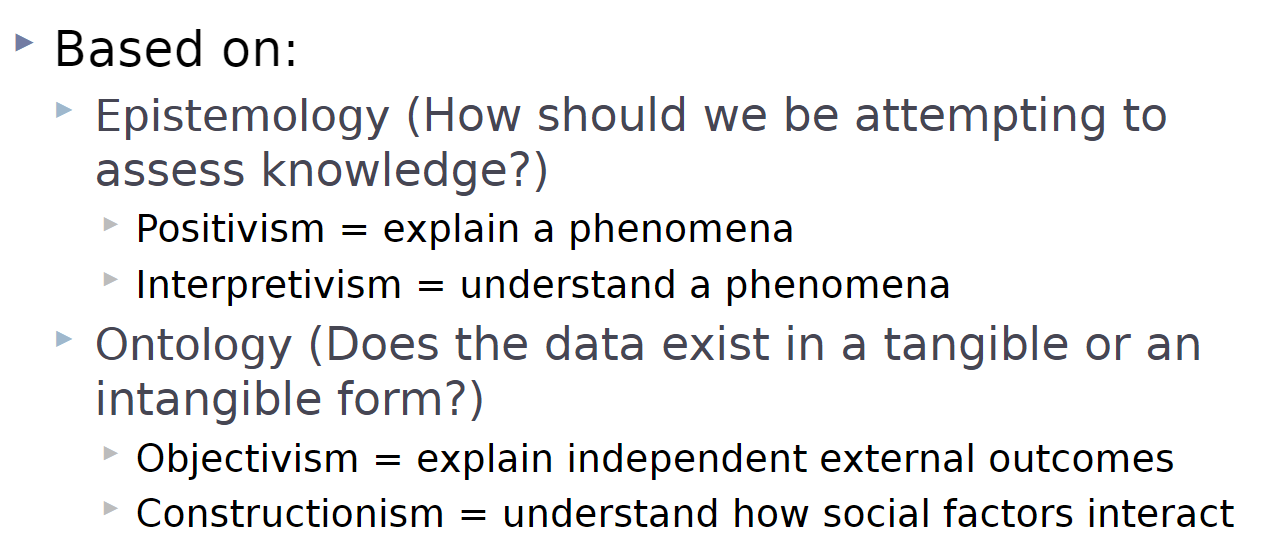 Based on:
Epistemology (How should we be attempting to
assess knowledge?)
Positivism = explain a phenomena
Interpretivism = understand a phenomena
Ontology (Does the data exist in a tangible or an
intangible form?)
Objectivism = explain independent external outcomes
Constructionism = understand how social factors interact